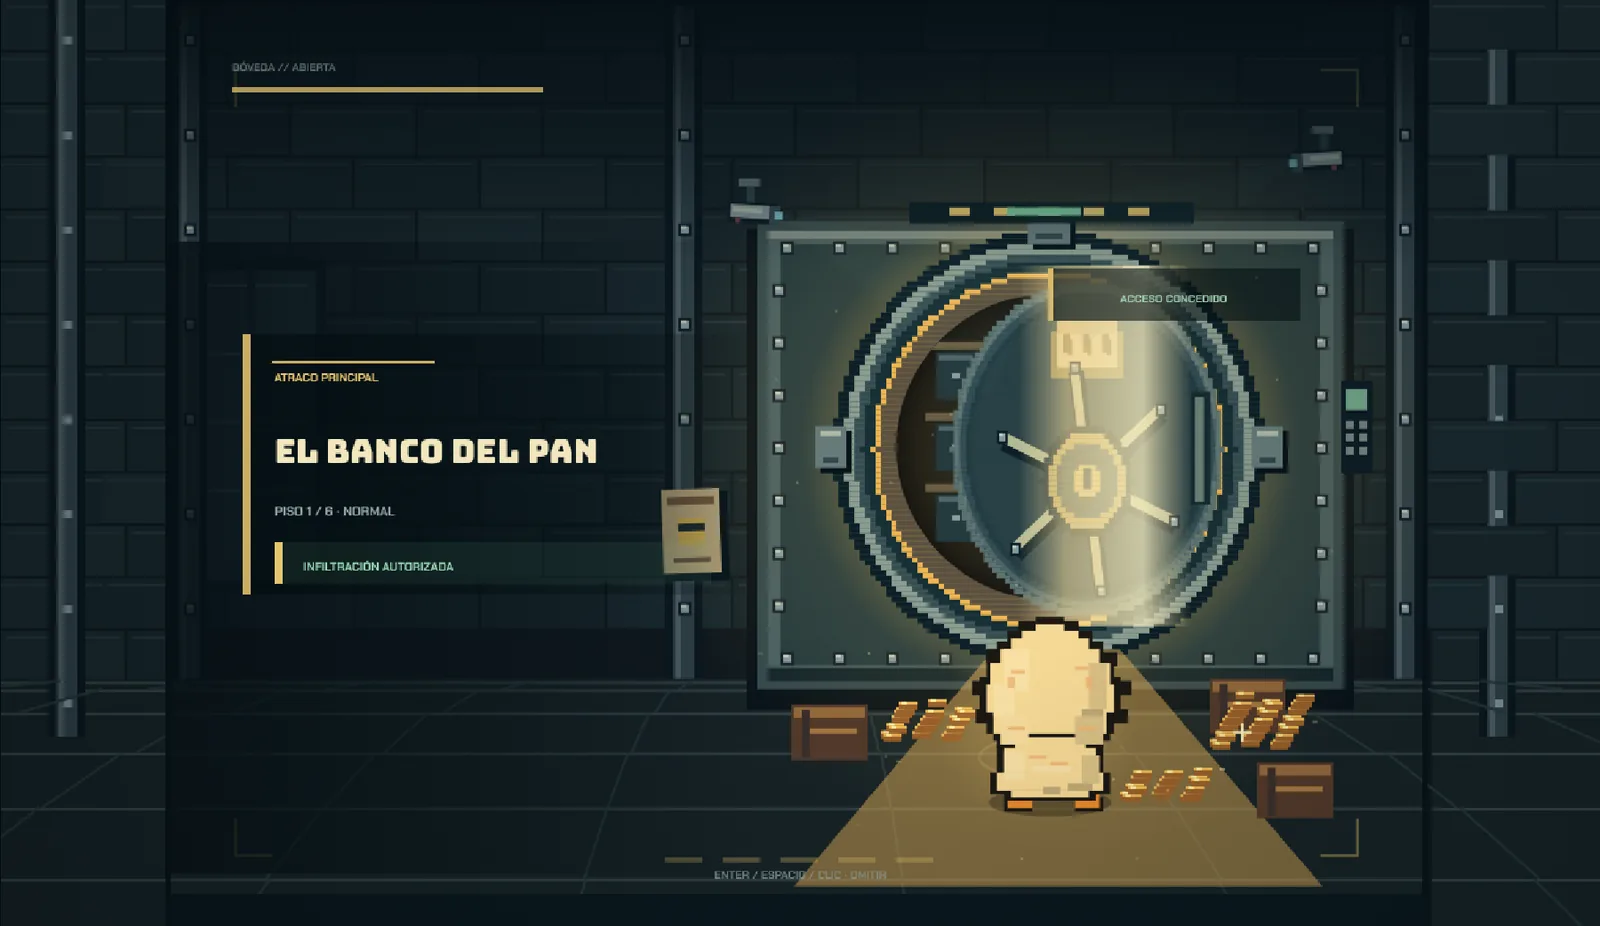 BÓVEDA // ABIERTA
ACCESO CONCEDIDO
ATRACO PRINCIPAL
EL BANCO DEL PAN
PISO 1 / 6 · NORMAL
INFILTRACIÓN AUTORIZADA
0
ENTER / ESPACIO / CLIC · OMITIR